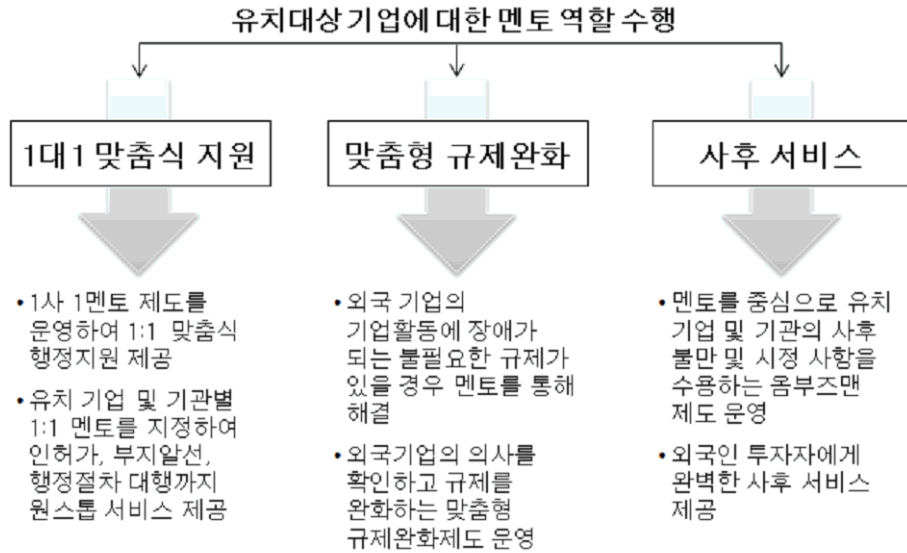 유치대상 기업에 대한 멘토 역할 수행
1대1 맞춤식 지원
맞춤형 규제완화
사후 서비스
• 1사 1멘토 제도를
운영하여 1:1 맞춤식
행정지원 제공
• 유치 기업 및 기관별
1:1 멘토를 지정하여
인허가, 부지알선,
행정절차 대행까지
원스톱 서비스 제공
• 외국 기업의
기업활동에 장애가
되는 불필요한 규제가
있을 경우 멘토를 통해
해결
• 외국기업의 의사를
확인하고 규제를
완화하는 맞춤형
규제완화제도 운영
• 멘토를 중심으로 유치
기업 및 기관의 사후
불만 및 시정 사항을
수용하는 옴부즈맨
제도 운영
• 외국인 투자자에게
완벽한 사후 서비스
제공